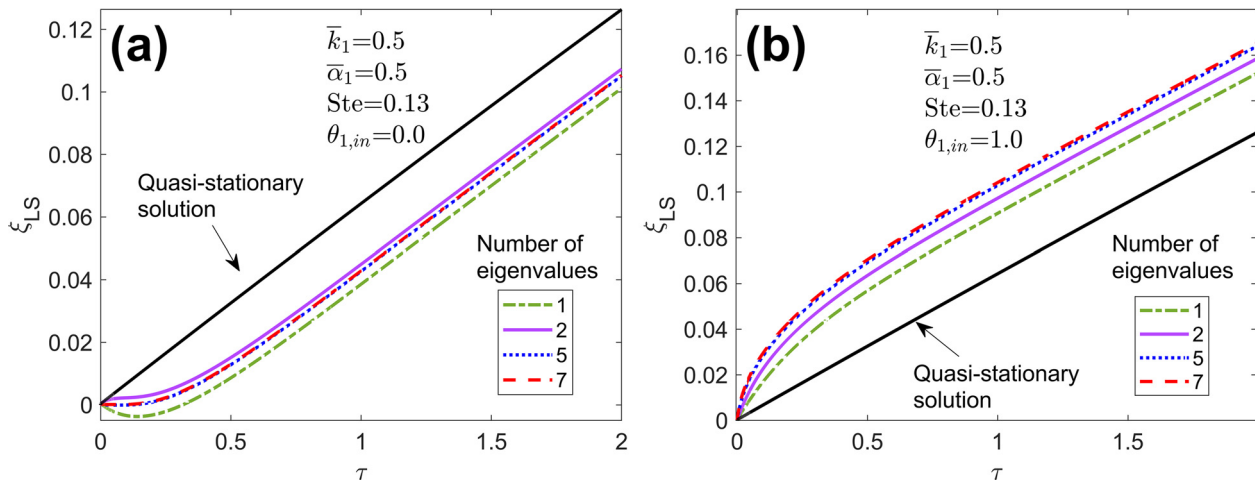 (a)
k̅₁=0.5
α̅₁=0.5
Ste=0.13
θ₁,ᵢₙ=0.0
Quasi-stationary
solution
Number of
eigenvalues
1
2
5
7
0.12
0.1
0.08
0.06
0.04
0.02
0
ξLS
0
0.5
1
1.5
2
τ
(b)
k̅₁=0.5
α̅₁=0.5
Ste=0.13
θ₁,ᵢₙ=1.0
Number of
eigenvalues
1
2
5
7
Quasi-stationary
solution
0.16
0.14
0.12
0.1
0.08
0.06
0.04
0.02
0
ξLS
0
0.5
1
1.5
τ